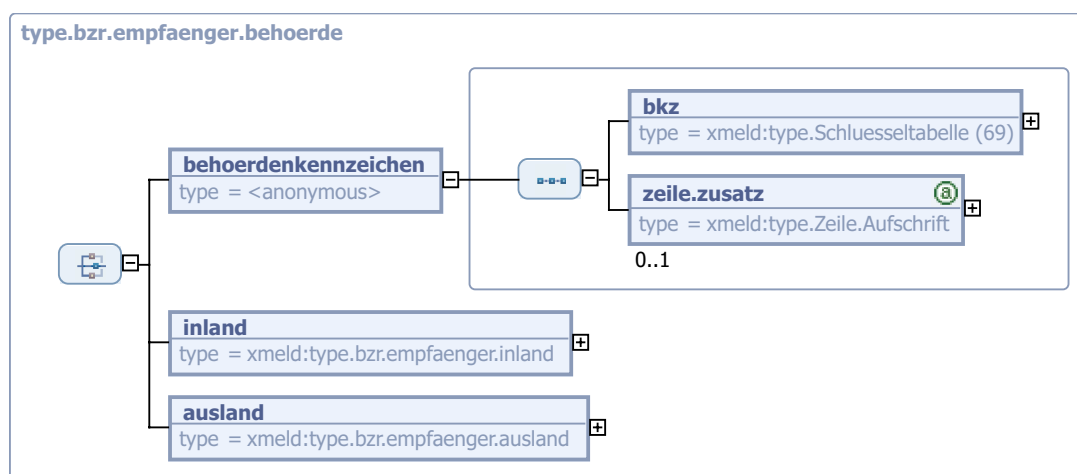 type.bzr.empfaenger.behoerde
behoerdenkennzeichen
type = <anonymous>
bkz
type = xmeld:type.Schluesseltabelle (69)
zeile.zusatz
a
type = xmeld:type.Zeile.Aufschrift
0..1
inland
type = xmeld:type.bzr.empfaenger.inland
ausland
type = xmeld:type.bzr.empfaenger.ausland